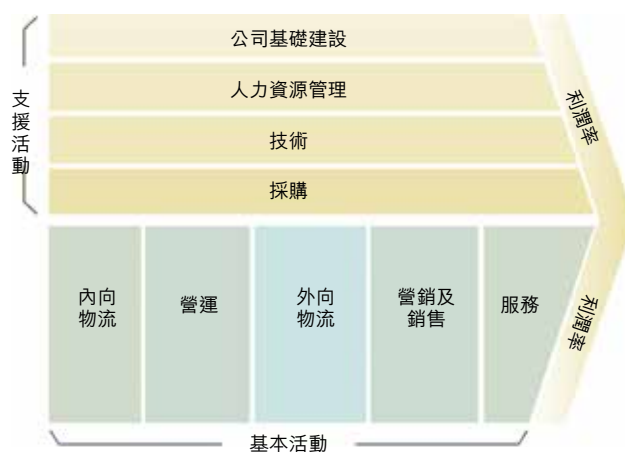 公司基礎建設
人力資源管理
技術
採購
支
援
活
動
利潤率
內向
物流
營運
外向
物流
營銷及
銷售
服務
利潤率
基本活動